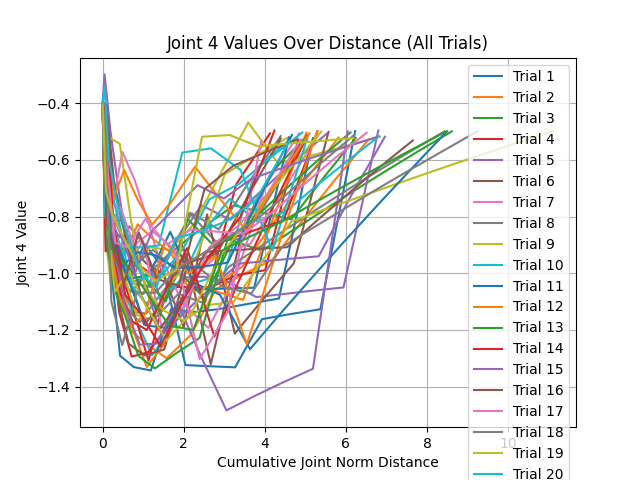 Joint 4 Values Over Distance (All Trials)
Joint 4 Value
−0.4
−0.6
−0.8
−1.0
−1.2
−1.4
0
2
4
6
8
10
Cumulative Joint Norm Distance
Trial 1
Trial 2
Trial 3
Trial 4
Trial 5
Trial 6
Trial 7
Trial 8
Trial 9
Trial 10
Trial 11
Trial 12
Trial 13
Trial 14
Trial 15
Trial 16
Trial 17
Trial 18
Trial 19
Trial 20